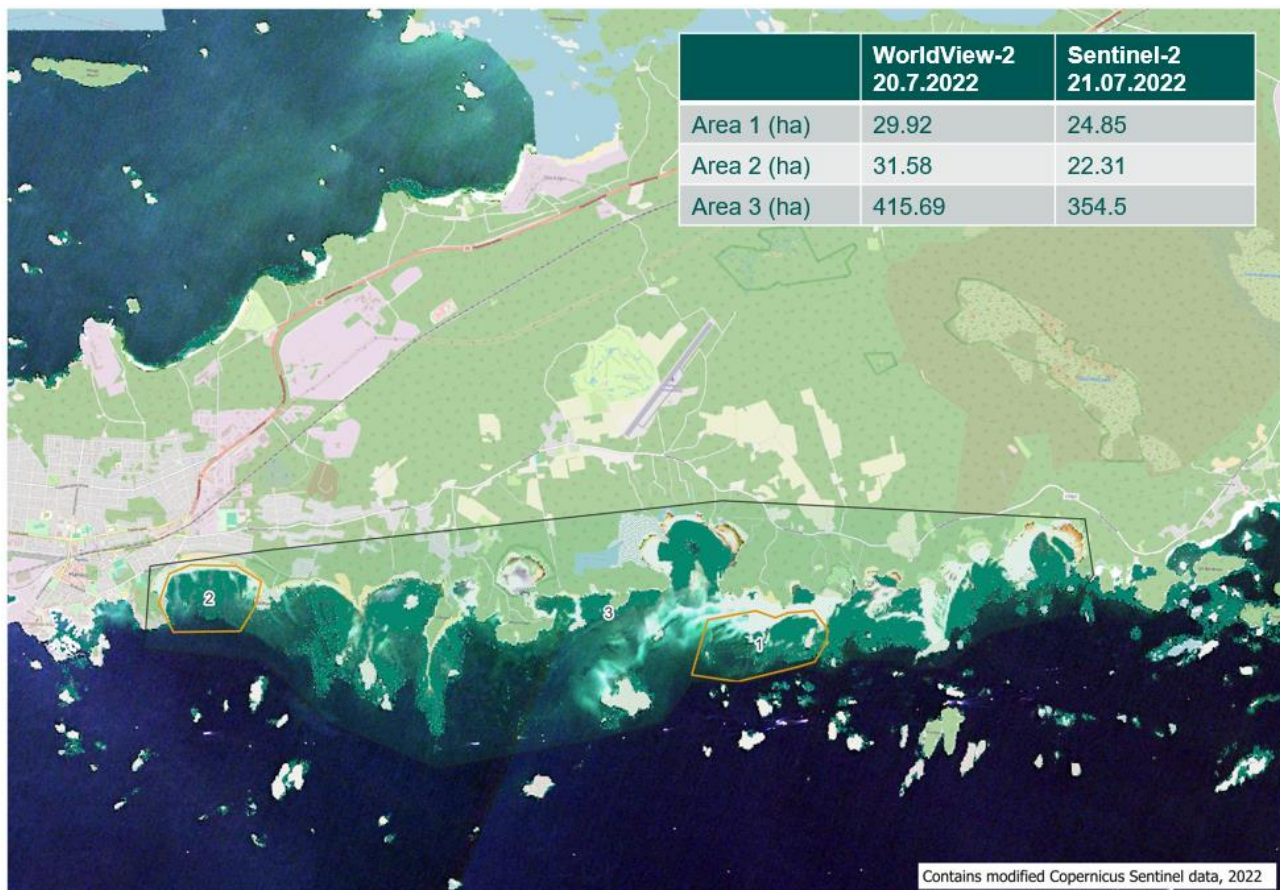 WorldView-2 Sentinel-2
20.7.2022 21.07.2022
Area 1 (ha) 29.92 24.85
Area 2 (ha) 31.58 22.31
Area 3 (ha) 415.69 354.5
2
3
1
Contains modified Copernicus Sentinel data, 2022